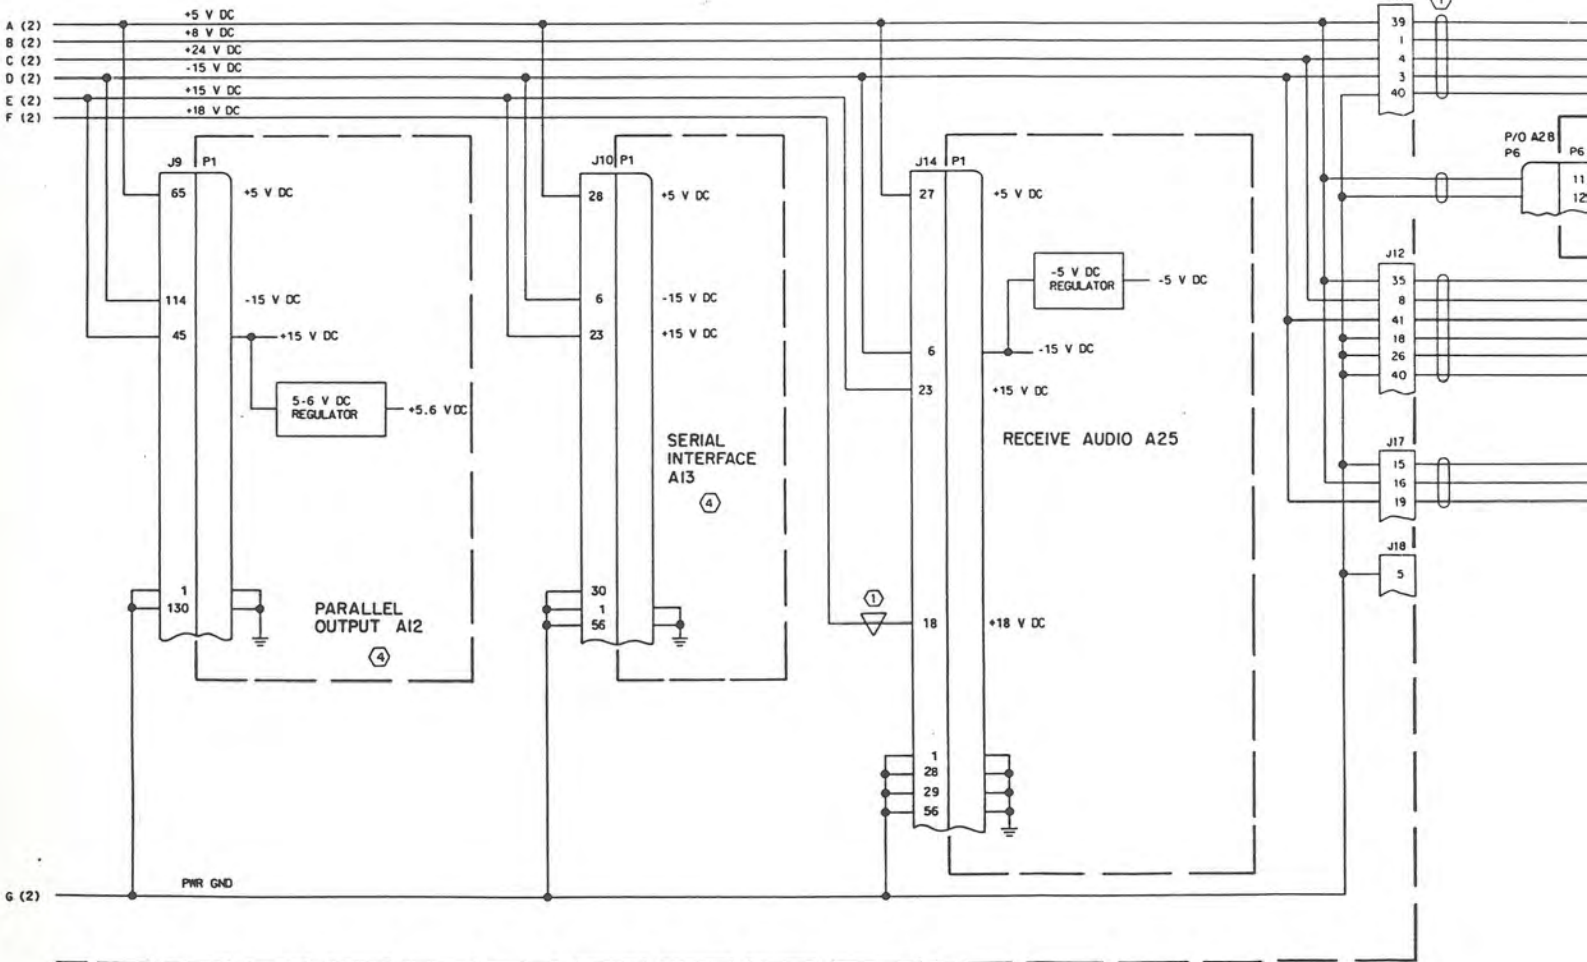 A (2) +5 V DC
B (2) +8 V DC
C (2) +24 V DC
D (2) -15 V DC
E (2) +15 V DC
F (2) +18 V DC
J9 P1
65 +5 V DC
114 -15 V DC
45 +15 V DC
5-6 V DC
REGULATOR
+5.6 VDC
1
130
PARALLEL
OUTPUT A12
4
J10 P1
28 +5 V DC
6 -15 V DC
23 +15 V DC
SERIAL
INTERFACE
A13
4
30
1
56
J14 P1
27 +5 V DC
-5 V DC
REGULATOR
-5 V DC
6 -15 V DC
23 +15 V DC
RECEIVE AUDIO A25
1
18 +18 V DC
1
28
29
56
39
1
4
3
40
P/O A28
P6 P6
11
12
J12
35
8
41
18
26
40
J17
15
16
19
J18
5
G (2) PWR GND